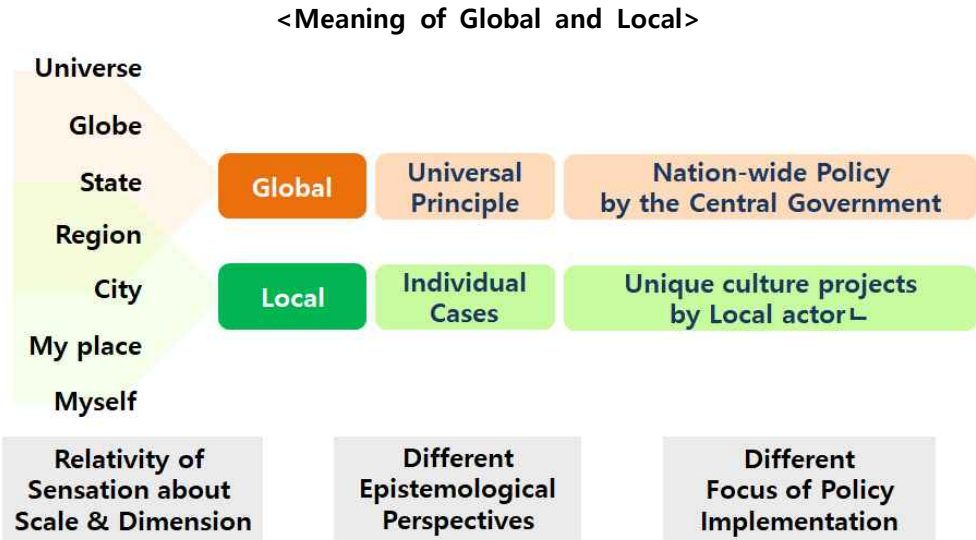 <Meaning of Global and Local>
Universe
Globe
State
Region
City
My place
Myself
Global
Universal
Principle
Nation-wide Policy
by the Central Government
Local
Individual
Cases
Unique culture projects
by Local actorㄴ
Relativity of
Sensation about
Scale & Dimension
Different
Epistemological
Perspectives
Different
Focus of Policy
Implementation